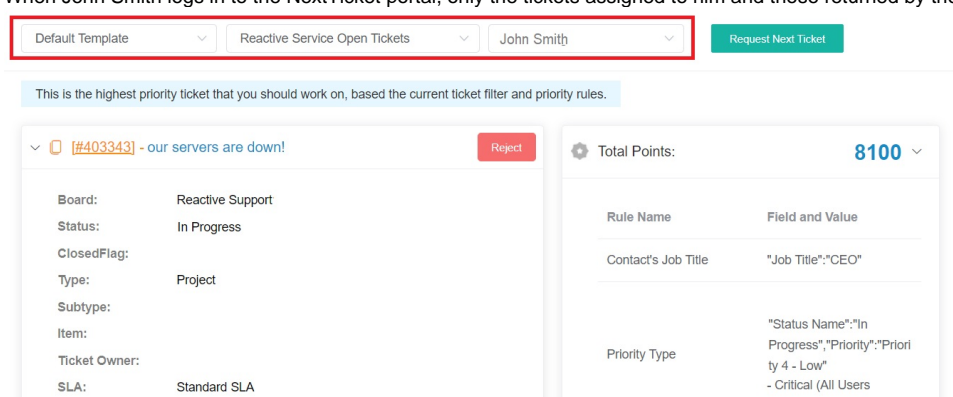 When John Smith logs in to the NextTicket portal, only the tickets assigned to him and those returned by the
Default Template Reactive Service Open Tickets John Smith Request Next Ticket
This is the highest priority ticket that you should work on, based the current ticket filter and priority rules.
[#403343] - our servers are down! Reject Total Points: 8100
Board: Reactive Support
Status: In Progress
ClosedFlag:
Type: Project
Subtype:
Item:
Ticket Owner:
SLA: Standard SLA
Rule Name Field and Value
Contact's Job Title "Job Title":"CEO"
Priority Type "Status Name":"In
Progress","Priority":"Priori
ty 4 - Low"
- Critical (All Users